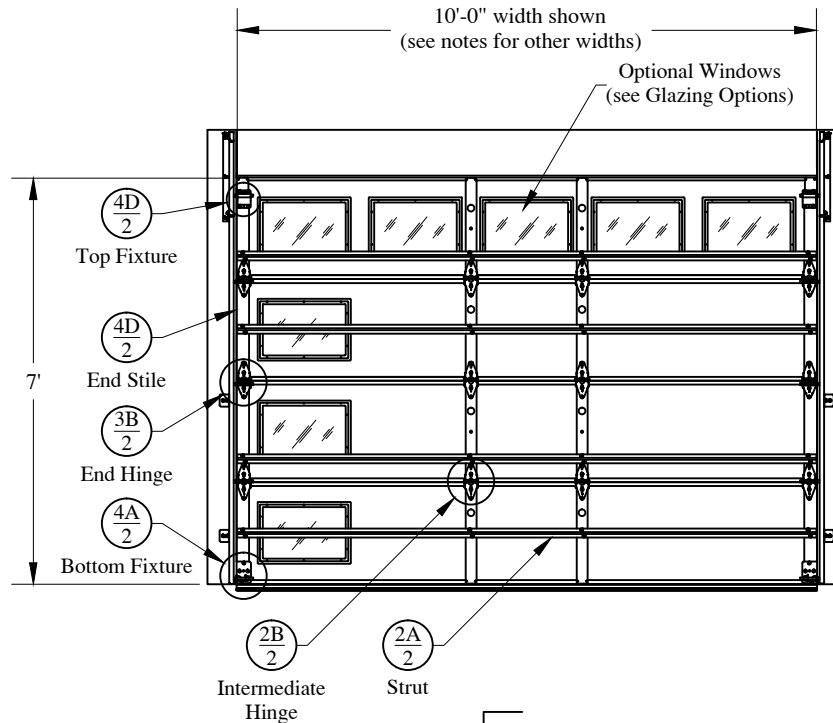 10'-0" width shown
(see notes for other widths)
Optional Windows
(see Glazing Options)
4D
2
Top Fixture
4D
2
End Stile
7'
3B
2
End Hinge
4A
2
Bottom Fixture
2B
2
Intermediate
Hinge
2A
2
Strut